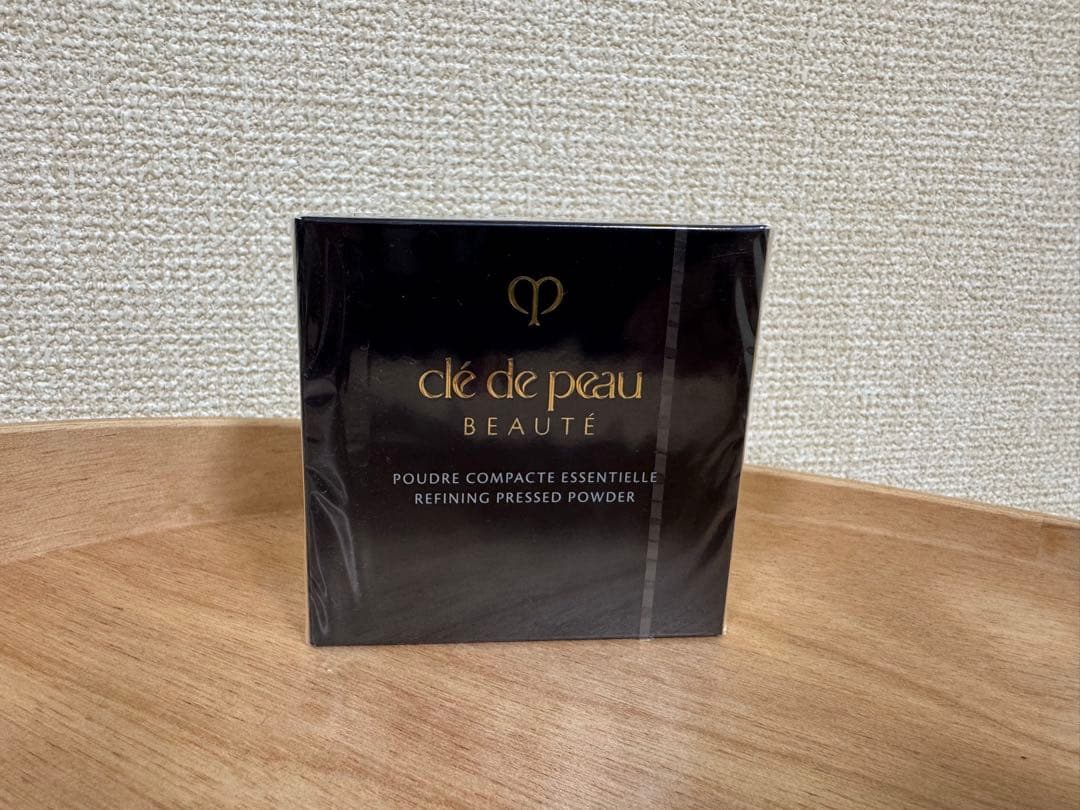 clé de peau
BEAUTÉ
POUDRE COMPACTE ESSENTIELLE
REFINING PRESSED POWDER